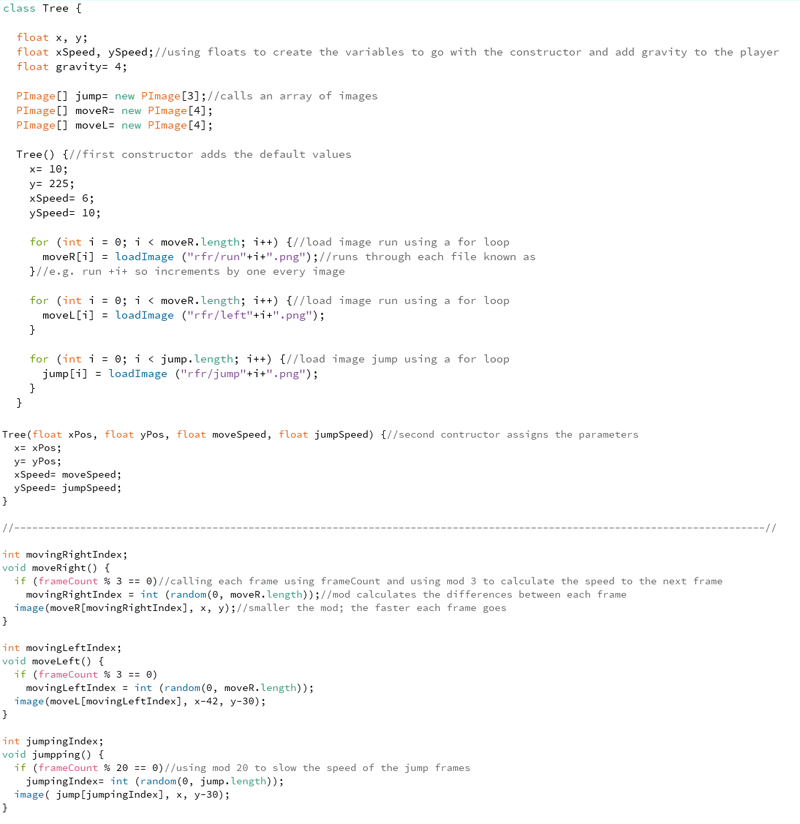 class Tree {
float x, y;
float xSpeed, ySpeed;//using floats to create the variables to go with the constructor and add gravity to the player
float gravity= 4;
PImage[] jump= new PImage[3];//calls an array of images
PImage[] moveR= new PImage[4];
PImage[] moveL= new PImage[4];
Tree() {//first constructor adds the default values
x= 10;
y= 225;
xSpeed= 6;
ySpeed= 10;
for (int i = 0; i < moveR.length; i++) {//load image run using a for loop
moveR[i] = loadImage ("rfr/run"+i+".png");//runs through each file known as
}//e.g. run +i+ so increments by one every image
for (int i = 0; i < moveR.length; i++) {//load image run using a for loop
moveL[i] = loadImage ("rfr/left"+i+".png");
}
for (int i = 0; i < jump.length; i++) {//load image jump using a for loop
jump[i] = loadImage ("rfr/jump"+i+".png");
}
}
Tree(float xPos, float yPos, float moveSpeed, float jumpSpeed) {//second contructor assigns the parameters
x= xPos;
y= yPos;
xSpeed= moveSpeed;
ySpeed= jumpSpeed;
}
//-----------------------------------------------------------------------------------------------------------------------------//
int movingRightIndex;
void moveRight() {
if (frameCount % 3 == 0)//calling each frame using frameCount and using mod 3 to calculate the speed to the next frame
movingRightIndex = int (random(0, moveR.length));//mod calculates the differences between each frame
image(moveR[movingRightIndex], x, y);//smaller the mod; the faster each frame goes
}
int movingLeftIndex;
void moveLeft() {
if (frameCount % 3 == 0)
movingLeftIndex = int (random(0, moveR.length));
image(moveL[movingLeftIndex], x-42, y-30);
}
int jumpingIndex;
void jumpping() {
if (frameCount % 20 == 0)//using mod 20 to slow the speed of the jump frames
jumpingIndex= int (random(0, jump.length));
image( jump[jumpingIndex], x, y-30);
}